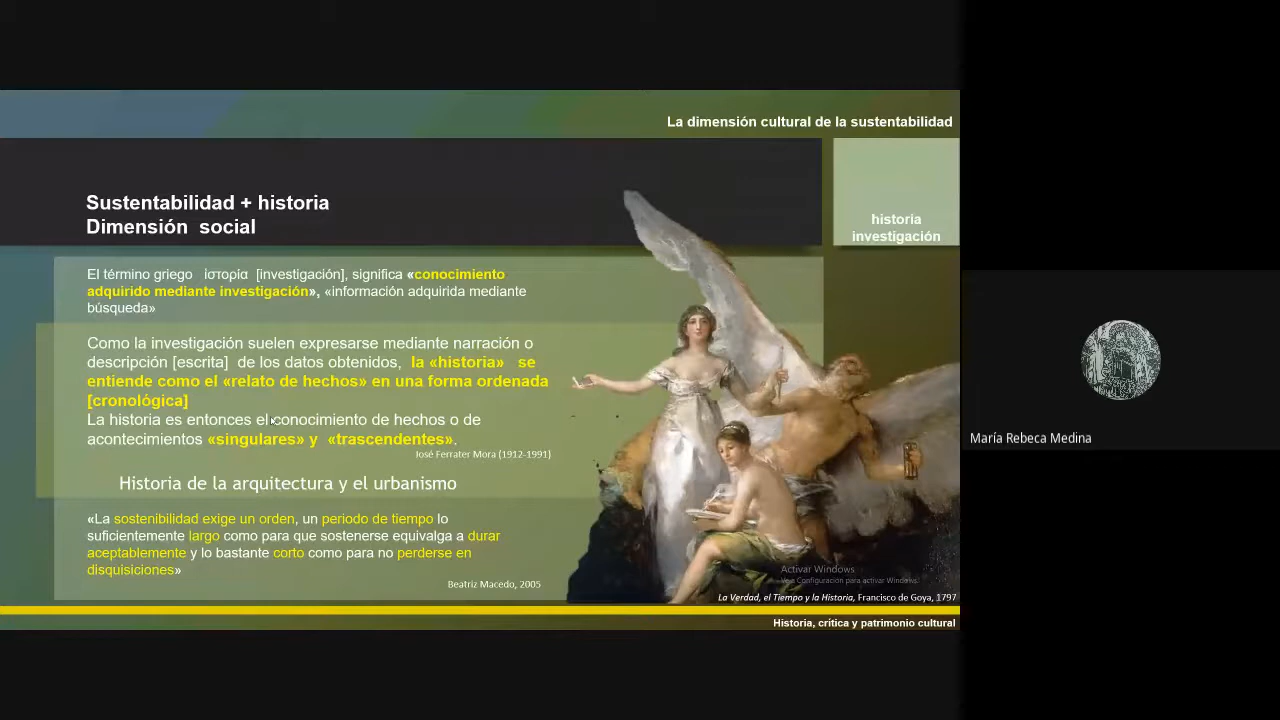 La dimensión cultural de la sustentabilidad
Sustentabilidad + historia
Dimensión social
historia
investigación
El término griego ἱστορία [investigación], significa «conocimiento
adquirido mediante investigación», «información adquirida mediante
búsqueda»
Como la investigación suelen expresarse mediante narración o
descripción [escrita] de los datos obtenidos, la «historia» se
entiende como el «relato de hechos» en una forma ordenada
[cronológica]
La historia es entonces el conocimiento de hechos o de
acontecimientos «singulares» y «trascendentes».
José Ferrater Mora (1912-1991)
Historia de la arquitectura y el urbanismo
«La sostenibilidad exige un orden, un periodo de tiempo lo
suficientemente largo como para que sostenerse equivalga a durar
aceptablemente y lo bastante corto como para no perderse en
disquisiciones»
Beatriz Macedo, 2005
Activar Windows
Ve a Configuración para activar Windows.
La Verdad, el Tiempo y la Historia, Francisco de Goya, 1797
Historia, crítica y patrimonio cultural
María Rebeca Medina